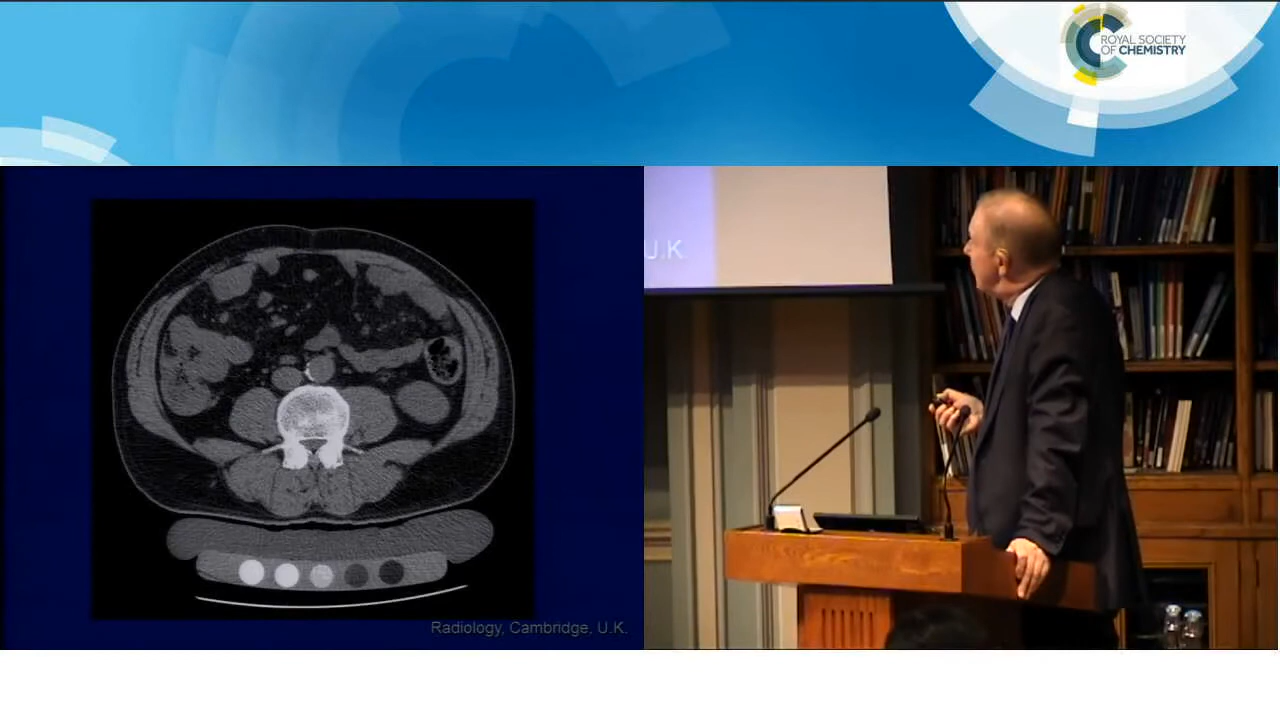 ROYAL SOCIETY
OF CHEMISTRY
U.K.
Radiology, Cambridge, U.K.